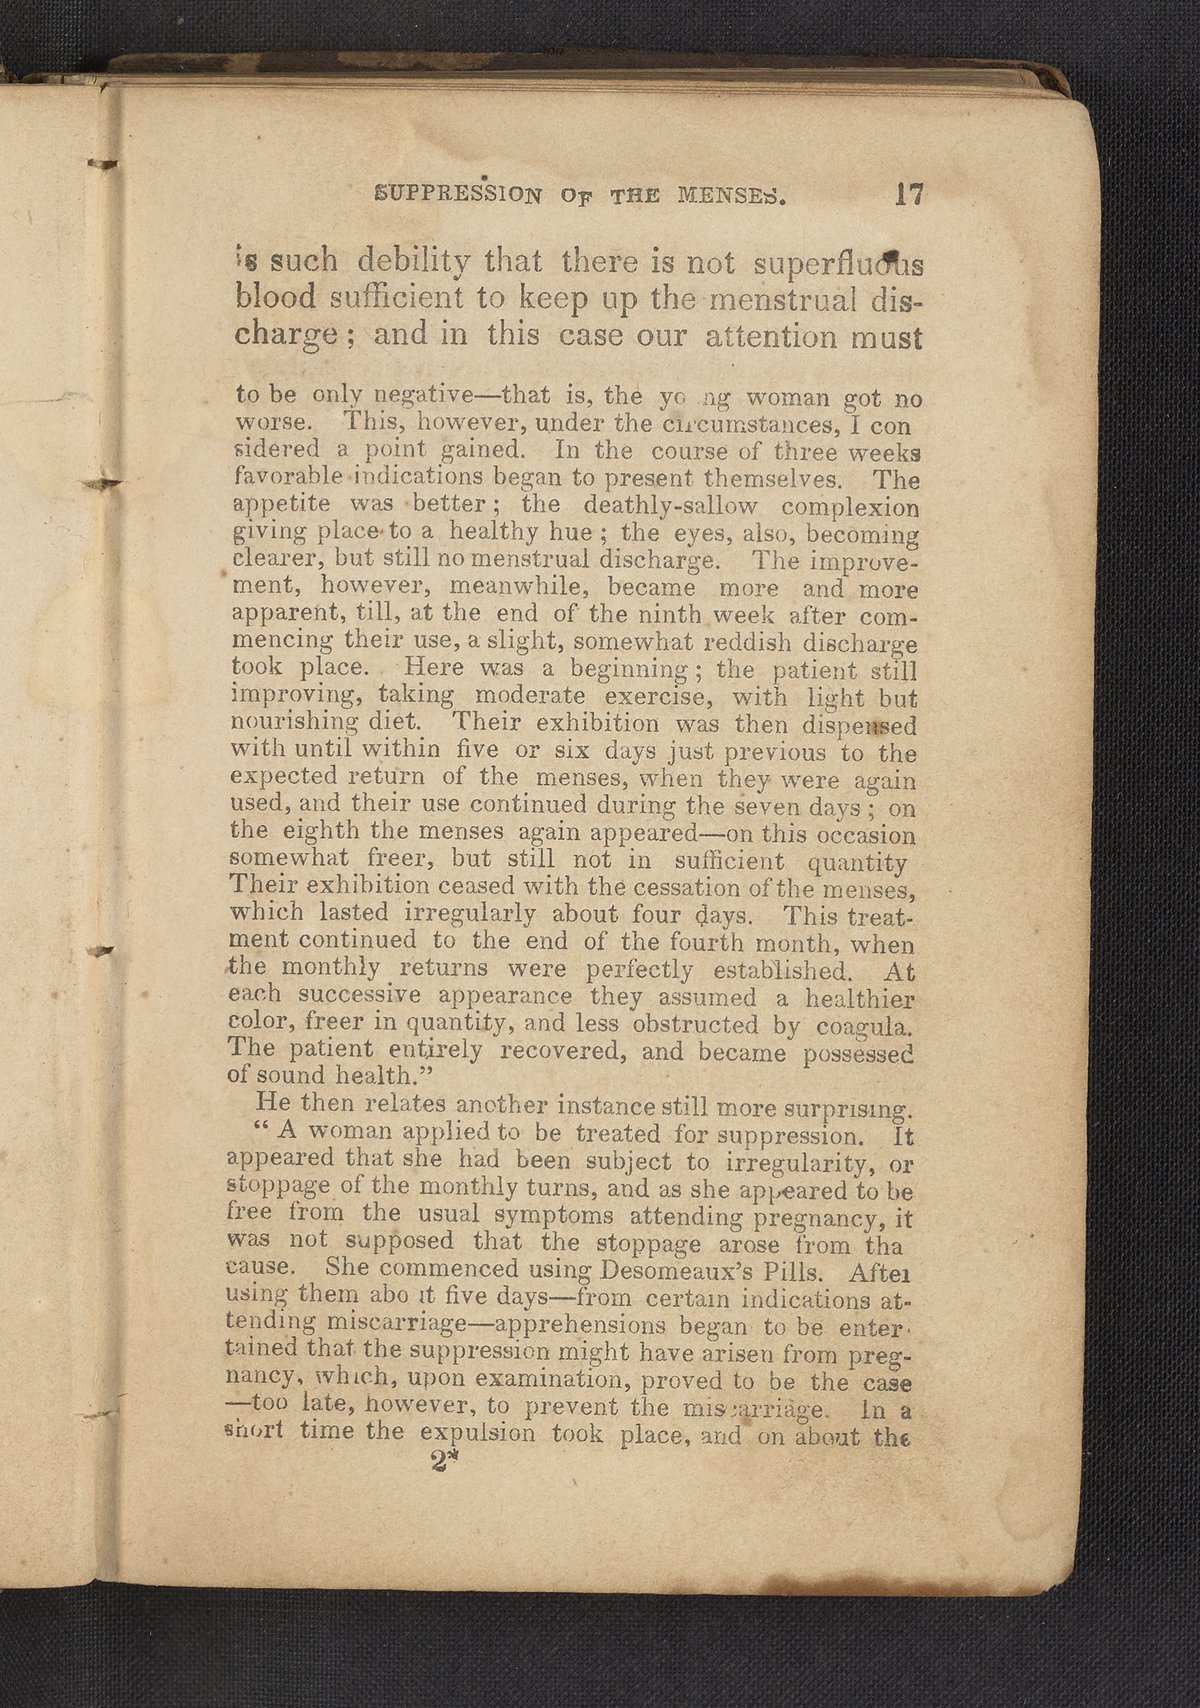 SUPPRESSION OF THE MENSES. 17
is such debility that there is not superfluous
blood sufficient to keep up the menstrual dis-
charge; and in this case our attention must
to be only negative—that is, the yo ng woman got no
worse. This, however, under the circumstances, I con
sidered a point gained. In the course of three weeks
favorable indications began to present themselves. The
appetite was better; the deathly-sallow complexion
giving place to a healthy hue; the eyes, also, becoming
clearer, but still no menstrual discharge. The improve-
ment, however, meanwhile, became more and more
apparent, till, at the end of the ninth week after com-
mencing their use, a slight, somewhat reddish discharge
took place. Here was a beginning; the patient still
improving, taking moderate exercise, with light but
nourishing diet. Their exhibition was then dispensed
with until within five or six days just previous to the
expected return of the menses, when they were again
used, and their use continued during the seven days; on
the eighth the menses again appeared—on this occasion
somewhat freer, but still not in sufficient quantity
Their exhibition ceased with the cessation of the menses,
which lasted irregularly about four days. This treat-
ment continued to the end of the fourth month, when
the monthly returns were perfectly established. At
each successive appearance they assumed a healthier
color, freer in quantity, and less obstructed by coagula.
The patient entirely recovered, and became possessed
of sound health.”
He then relates another instance still more surprising.
“ A woman applied to be treated for suppression. It
appeared that she had been subject to irregularity, or
stoppage of the monthly turns, and as she appeared to be
free from the usual symptoms attending pregnancy, it
was not supposed that the stoppage arose from tha
cause. She commenced using Desomeaux’s Pills. After
using them abo it five days—from certain indications at-
tending miscarriage—apprehensions began to be enter-
tained that the suppression might have arisen from preg-
nancy, which, upon examination, proved to be the case
—too late, however, to prevent the miscarriage. In a
short time the expulsion took place, and on about the
2*